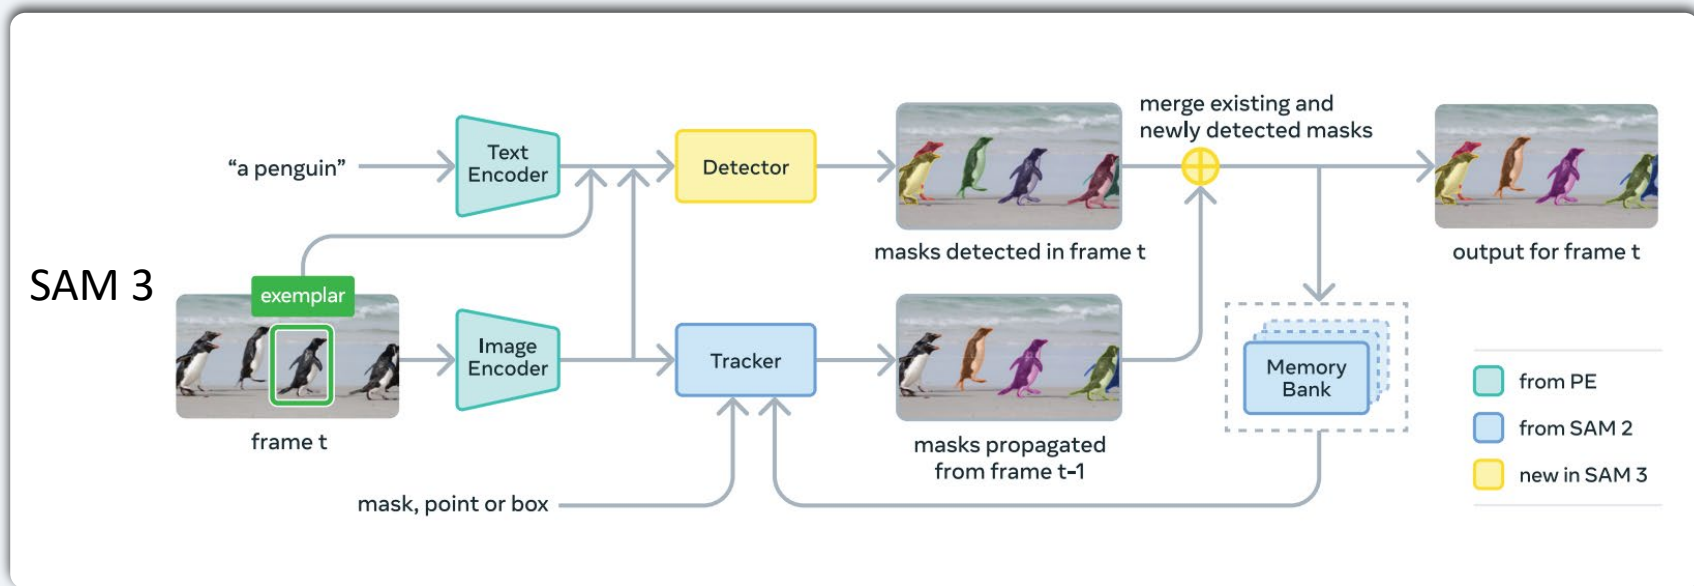 SAM 3
“a penguin”
Text
Encoder
Detector
masks detected in frame t
merge existing and
newly detected masks
output for frame t
exemplar
frame t
Image
Encoder
Tracker
masks propagated
from frame t-1
Memory
Bank
mask, point or box
from PE
from SAM 2
new in SAM 3